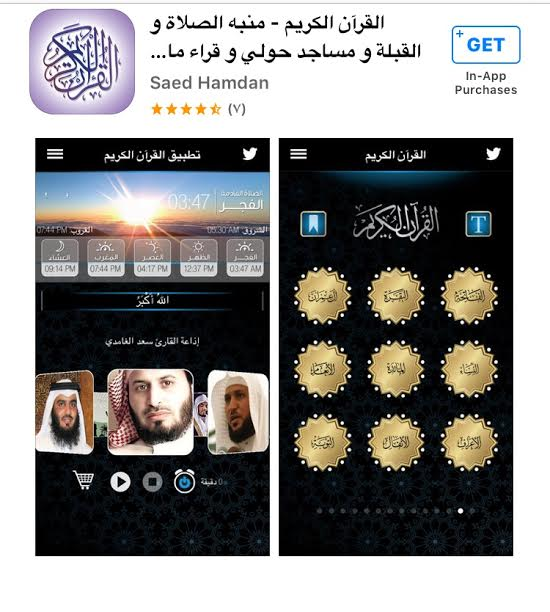 القرآن الكريم
القرآن الكريم - منبه الصلاة و
القبلة و مساجد حولي و قراء ما...
Saed Hamdan
(٧)
GET
In-App
Purchases
تطبيق القرآن الكريم
الصلاة القادمة
الفجر 03:47
الشروق 05:30 AM
الغروب 07:44 PM
الفجر الظهر العصر المغرب العشاء
03:47 AM 12:37 PM 04:17 PM 07:44 PM 09:14 PM
اللهُ أَكْبَرُ
إذاعة القارئ سعد الغامدي
0 دقيقة
القرآن الكريم
القرآن الكريم
T
الفاتحة البقرة آل عمران
النساء المائدة الأنعام
الأعراف الأنفال التوبة